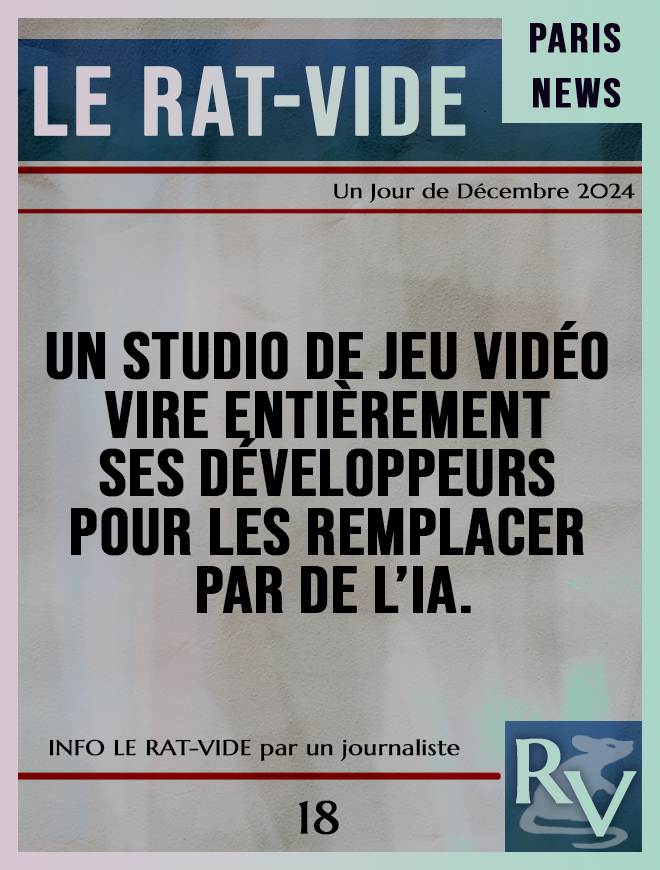 PARIS
NEWS
LE RAT-VIDE
Un Jour de Décembre 2024
UN STUDIO DE JEU VIDÉO
VIRE ENTIÈREMENT
SES DÉVELOPPEURS
POUR LES REMPLACER
PAR DE L'IA.
INFO LE RAT-VIDE par un journaliste
18
RV